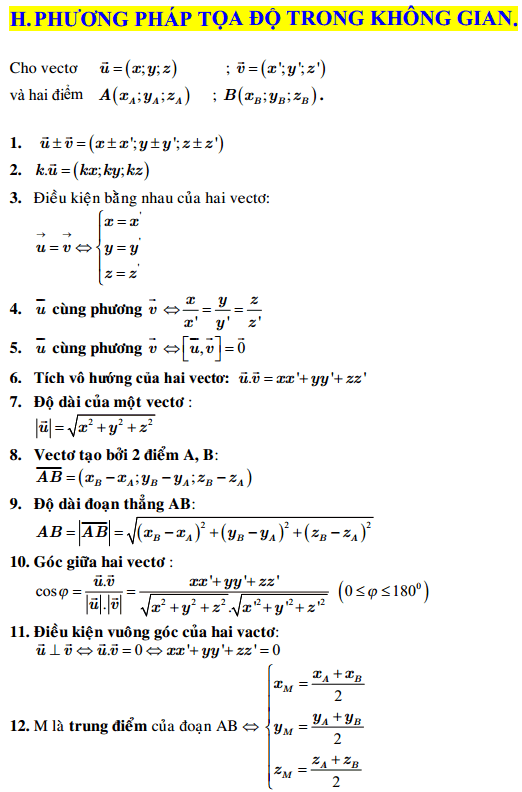 H. PHƯƠNG PHÁP TỌA ĐỘ TRONG KHÔNG GIAN.
Cho vectơ $\vec{u}=(x;y;z)$ ; $\vec{v}=(x';y';z')$
và hai điểm $A(x_A;y_A;z_A)$ ; $B(x_B;y_B;z_B)$.
1. $\vec{u}\pm\vec{v}=(x\pm x';y\pm y';z\pm z')$
2. $k.\vec{u}=(kx;ky;kz)$
3. Điều kiện bằng nhau của hai vectơ:
$\overrightarrow{u}=\overrightarrow{v}\Leftrightarrow\begin{cases}x=x'\\y=y'\\z=z'\end{cases}$
4. $\overline{u}$ cùng phương $\vec{v}\Leftrightarrow\frac{x}{x'}=\frac{y}{y'}=\frac{z}{z'}$
5. $\overline{u}$ cùng phương $\vec{v}\Leftrightarrow[\overline{u},\vec{v}]=\vec{0}$
6. Tích vô hướng của hai vectơ: $\vec{u}.\vec{v}=xx'+yy'+zz'$
7. Độ dài của một vectơ :
$|\vec{u}|=\sqrt{x^2+y^2+z^2}$
8. Vectơ tạo bởi 2 điểm A, B:
$\overline{AB}=(x_B-x_A;y_B-y_A;z_B-z_A)$
9. Độ dài đoạn thẳng AB:
$AB=|\overline{AB}|=\sqrt{(x_B-x_A)^2+(y_B-y_A)^2+(z_B-z_A)^2}$
10. Góc giữa hai vectơ :
$\cos\varphi=\frac{\vec{u}.\vec{v}}{|\vec{u}|.|\vec{v}|}=\frac{xx'+yy'+zz'}{\sqrt{x^2+y^2+z^2}.\sqrt{x'^2+y'^2+z'^2}}$ $(0\le\varphi\le180^0)$
11. Điều kiện vuông góc của hai vactơ:
$\vec{u}\perp\vec{v}\Leftrightarrow\vec{u}.\vec{v}=0\Leftrightarrow xx'+yy'+zz'=0$
12. M là trung điểm của đoạn AB $\Leftrightarrow\begin{cases}x_M=\frac{x_A+x_B}{2}\\y_M=\frac{y_A+y_B}{2}\\z_M=\frac{z_A+z_B}{2}\end{cases}$